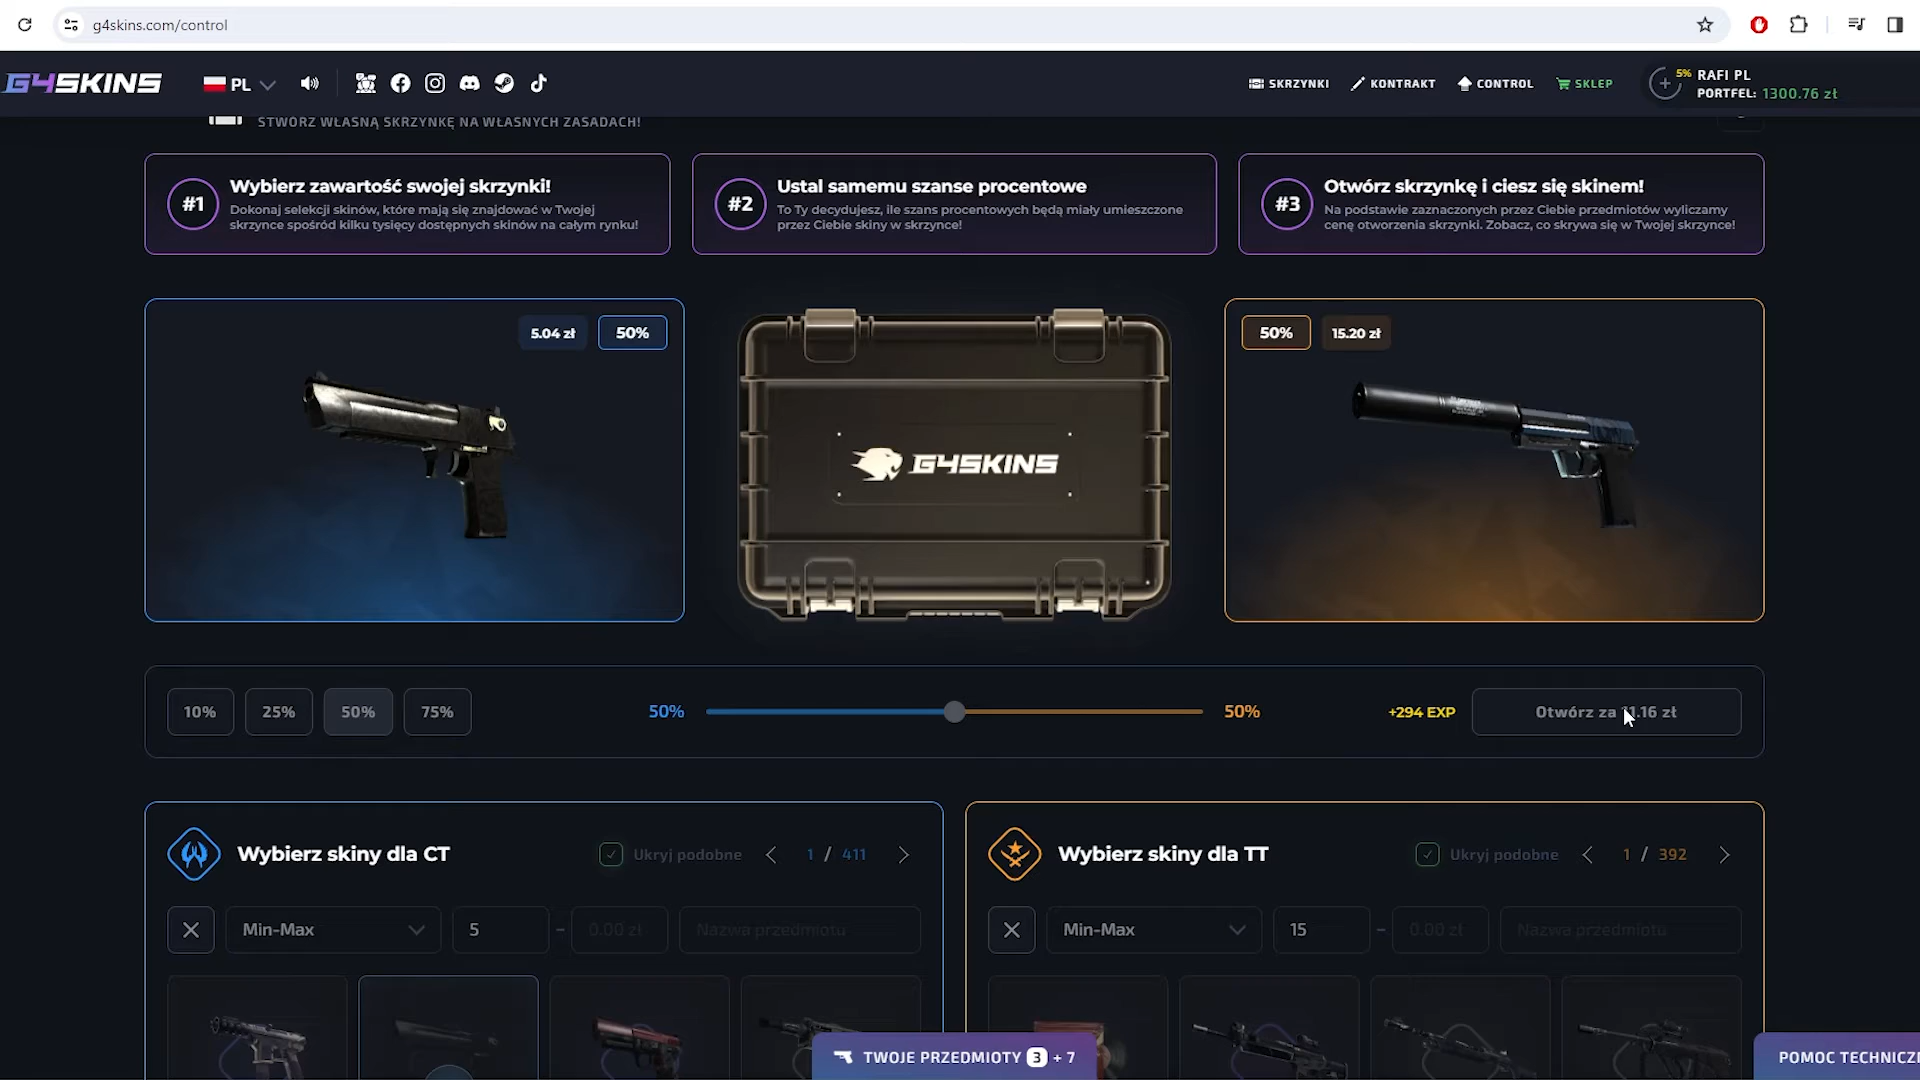 g4skins.com/control
G4SKINS
PL
SKRZYNKI
KONTRAKT
CONTROL
SKLEP
5%
RAFI PL
PORTFEL: 1300.76 zł
STWÓRZ WŁASNĄ SKRZYNKĘ NA WŁASNYCH ZASADACH!
#1
Wybierz zawartość swojej skrzynki!
Dokonaj selekcji skinów, które mają się znajdować w Twojej
skrzynce spośród kilku tysięcy dostępnych skinów na całym rynku!
#2
Ustal samemu szanse procentowe
To Ty decydujesz, ile szans procentowych będą miały umieszczone
przez Ciebie skiny w skrzynce!
#3
Otwórz skrzynkę i ciesz się skinem!
Na podstawie zaznaczonych przez Ciebie przedmiotów wyliczamy
cenę otworzenia skrzynki. Zobacz, co skrywa się w Twojej skrzynce!
5.04 zł
50%
G4SKINS
50%
15.20 zł
10%
25%
50%
75%
50%
50%
+294 EXP
Otwórz za 11.16 zł
Wybierz skiny dla CT
Ukryj podobne
1 / 411
Min-Max
5
–
0.00 zł
Nazwa przedmiotu
Wybierz skiny dla TT
Ukryj podobne
1 / 392
Min-Max
15
–
0.00 zł
Nazwa przedmiotu
TWOJE PRZEDMIOTY 3 + 7
POMOC TECHNICZN